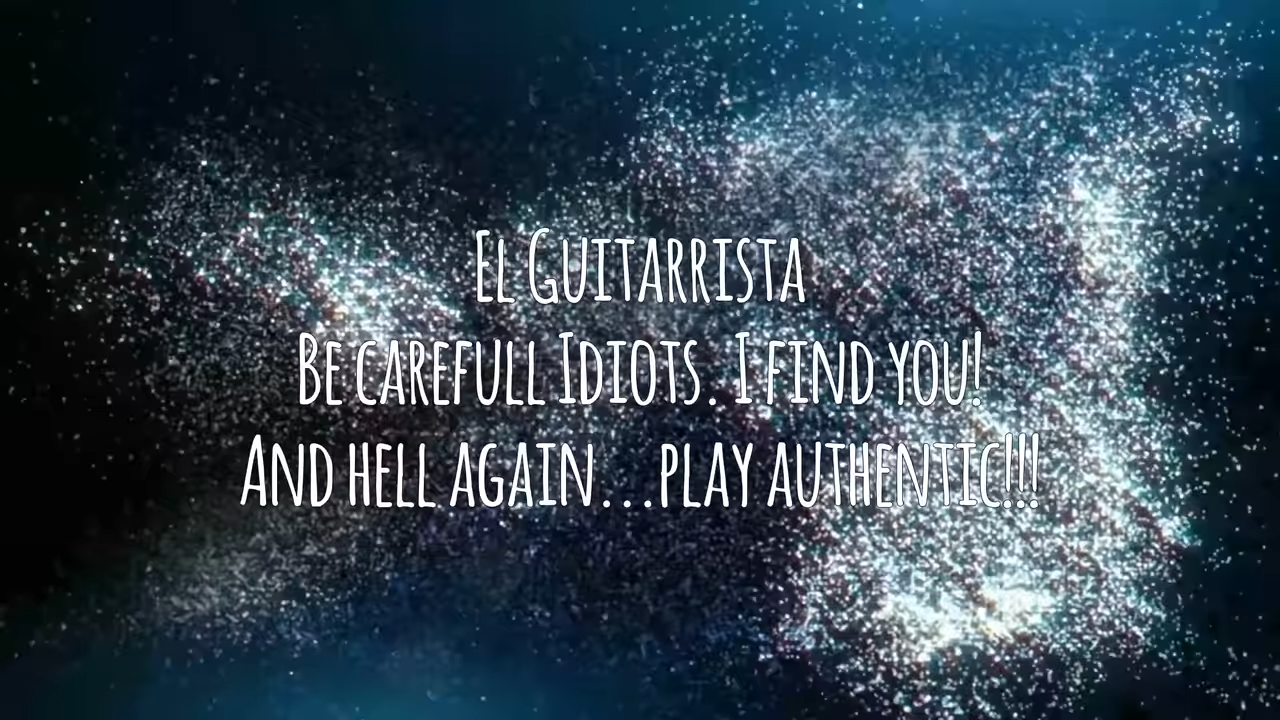 El Guitarrista
Be carefull Idiots. I find you!
And hell again...play authentic!!!